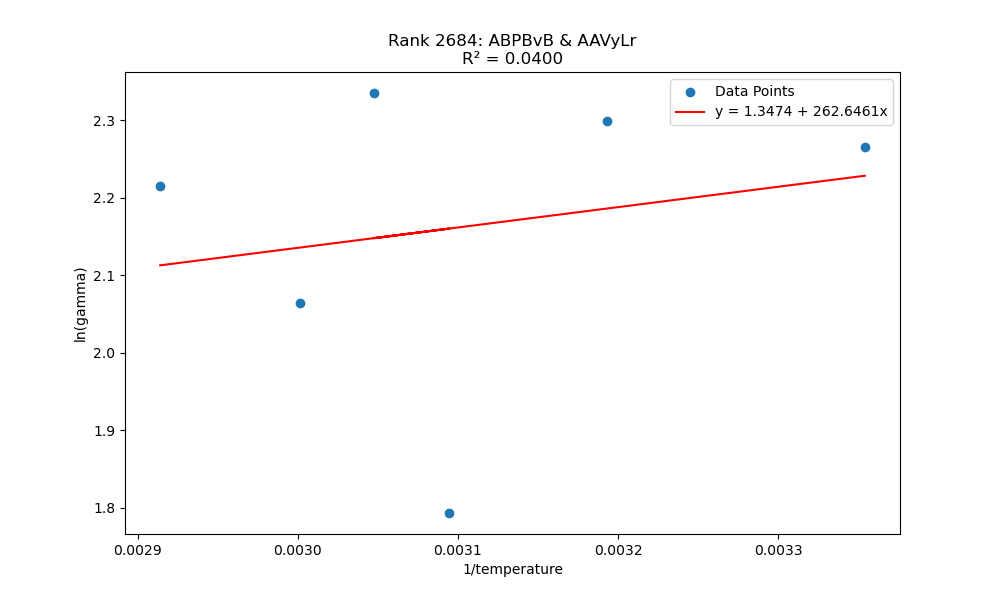 Rank 2684: ABPBvB & AAVyLr
R² = 0.0400
Data Points
y = 1.3474 + 262.6461x
2.3
2.2
2.1
2.0
1.9
1.8
ln(gamma)
0.0029
0.0030
0.0031
0.0032
0.0033
1/temperature